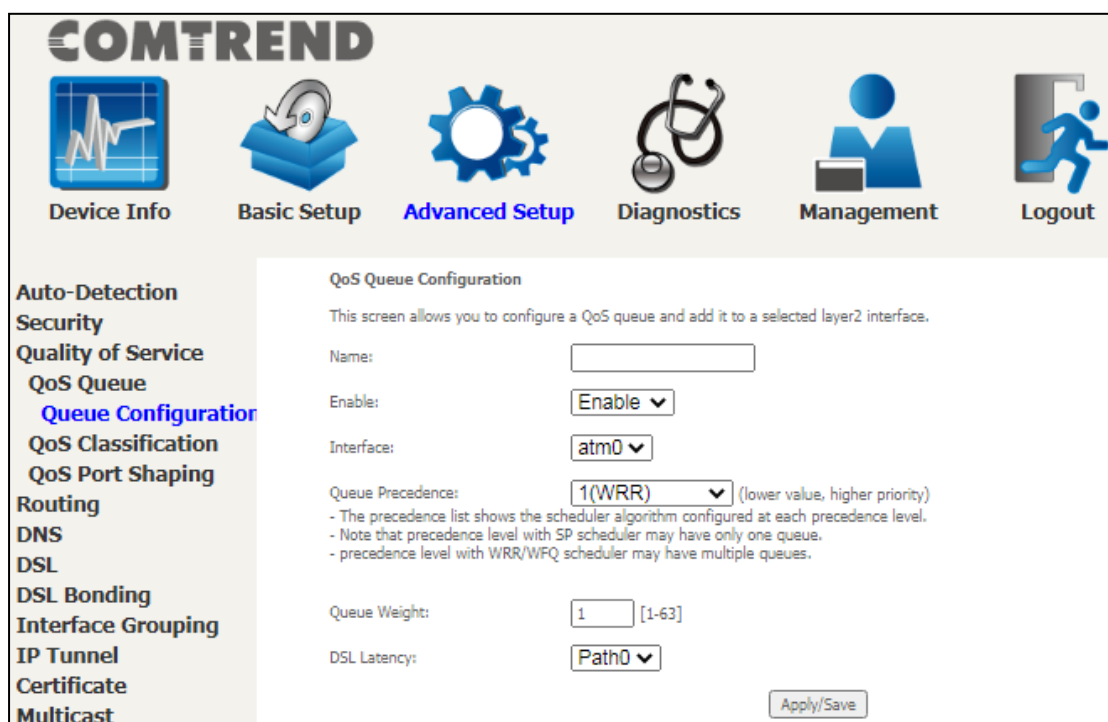 COMTREND
Device Info
Basic Setup
Advanced Setup
Diagnostics
Management
Logout
Auto-Detection
Security
Quality of Service
QoS Queue
Queue Configuration
QoS Classification
QoS Port Shaping
Routing
DNS
DSL
DSL Bonding
Interface Grouping
IP Tunnel
Certificate
Multicast
QoS Queue Configuration
This screen allows you to configure a QoS queue and add it to a selected layer2 interface.
Name:
Enable: Enable
Interface: atm0
Queue Precedence: 1(WRR) (lower value, higher priority)
- The precedence list shows the scheduler algorithm configured at each precedence level.
- Note that precedence level with SP scheduler may have only one queue.
- precedence level with WRR/WFQ scheduler may have multiple queues.
Queue Weight: 1 [1-63]
DSL Latency: Path0
Apply/Save